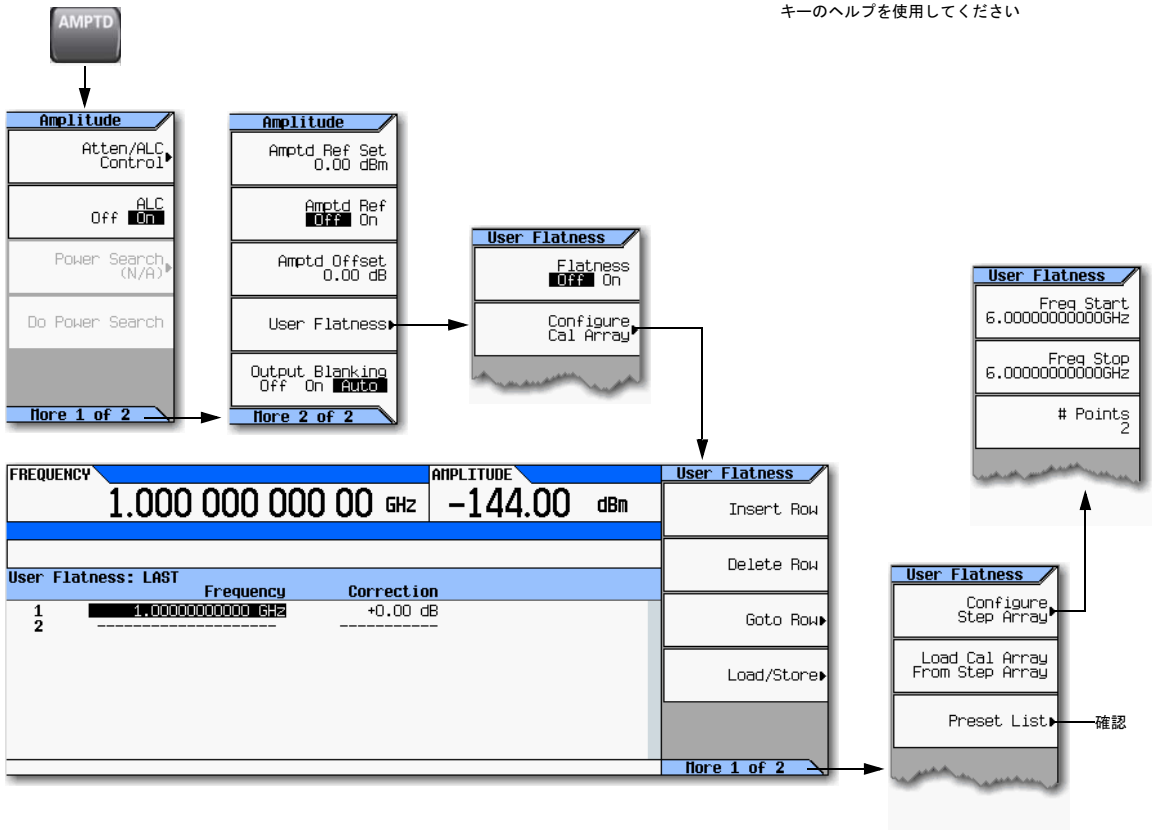 キーのヘルプを使用してください
AMPTD
Amplitude
Atten/ALC
Control
ALC
Off On
Power Search
(N/A)
Do Power Search
More 1 of 2
Amplitude
Amptd Ref Set
0.00 dBm
Amptd Ref
Off On
Amptd Offset
0.00 dB
User Flatness
Output Blanking
Off On Auto
More 2 of 2
User Flatness
Flatness
Off On
Configure
Cal Array
User Flatness
Freq Start
6.00000000000GHz
Freq Stop
6.00000000000GHz
# Points
2
FREQUENCY
1.000 000 000 00 GHz
AMPLITUDE
-144.00 dBm
User Flatness: LAST
Frequency Correction
1 1.00000000000 GHz +0.00 dB
2 -------------------- -----------
User Flatness
Insert Row
Delete Row
Goto Row
Load/Store
More 1 of 2
User Flatness
Configure
Step Array
Load Cal Array
From Step Array
Preset List
確認